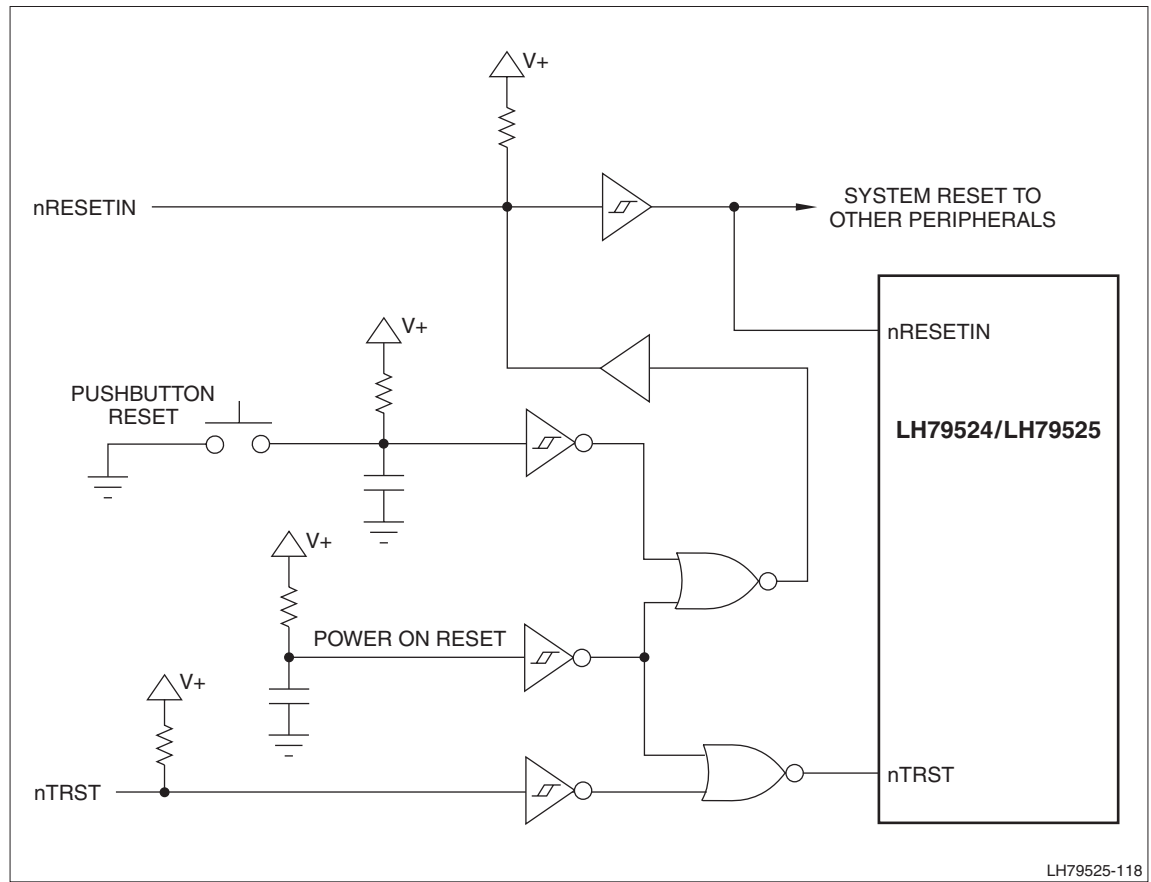 V+
nRESETIN
SYSTEM RESET TO
OTHER PERIPHERALS
nRESETIN
V+
PUSHBUTTON
RESET
LH79524/LH79525
V+
POWER ON RESET
V+
nTRST
nTRST
LH79525-118